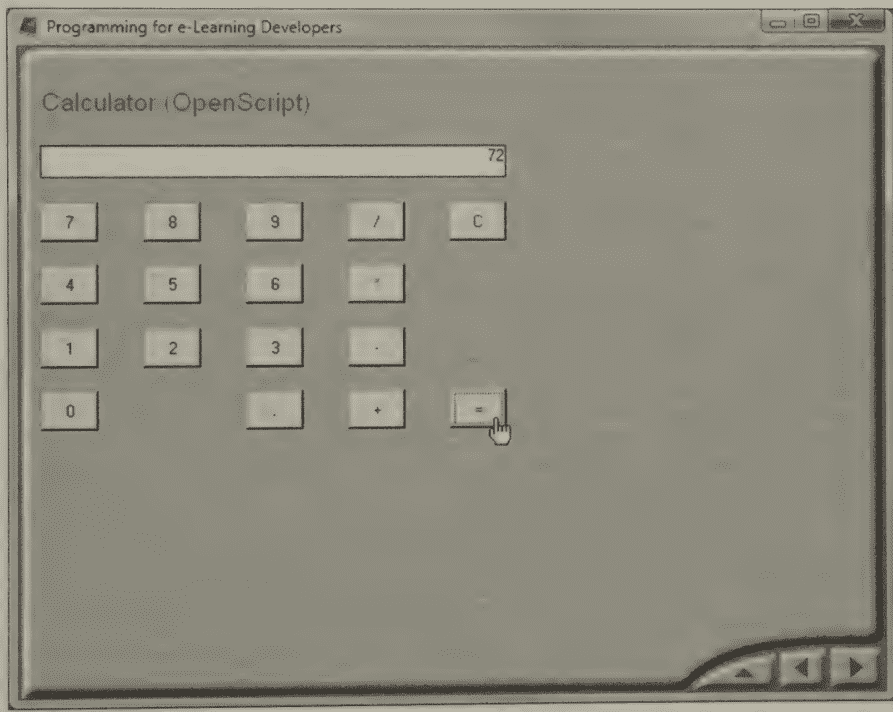 Programming for e-Learning Developers
Calculator (OpenScript)
72
7 8 9 / C
4 5 6 *
1 2 3 -
0 . + =